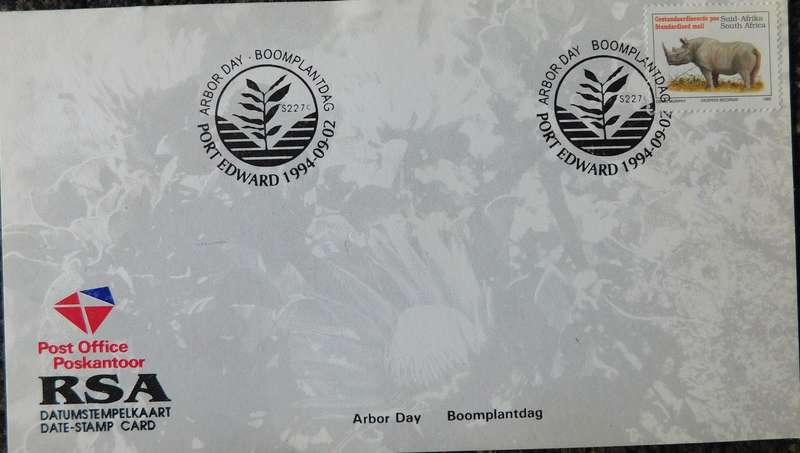 ARBOR DAY · BOOMPLANTDAG
S227c
PORT EDWARD 1994-09-02
ARBOR DAY BOOMPLANTDAG
S227c
PORT EDWARD 1994-09-02
Gestandaardiseerde pos Suid-Afrika
Standardised mail South Africa
Post Office
Poskantoor
RSA
DATUMSTEMPELKAART
DATE-STAMP CARD
Arbor Day Boomplantdag